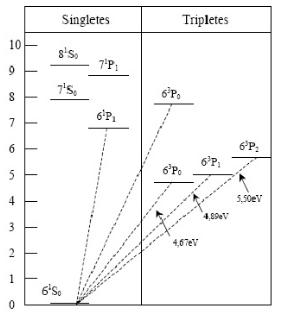 Singletes Tripletes
10
9
8
7
6
5
4
3
2
1
0
8¹S₀
7¹P₁
7¹S₀
6¹P₁
6¹S₀
6³P₀
6³P₀
6³P₁
6³P₂
4,67eV
4,89eV
5,50eV